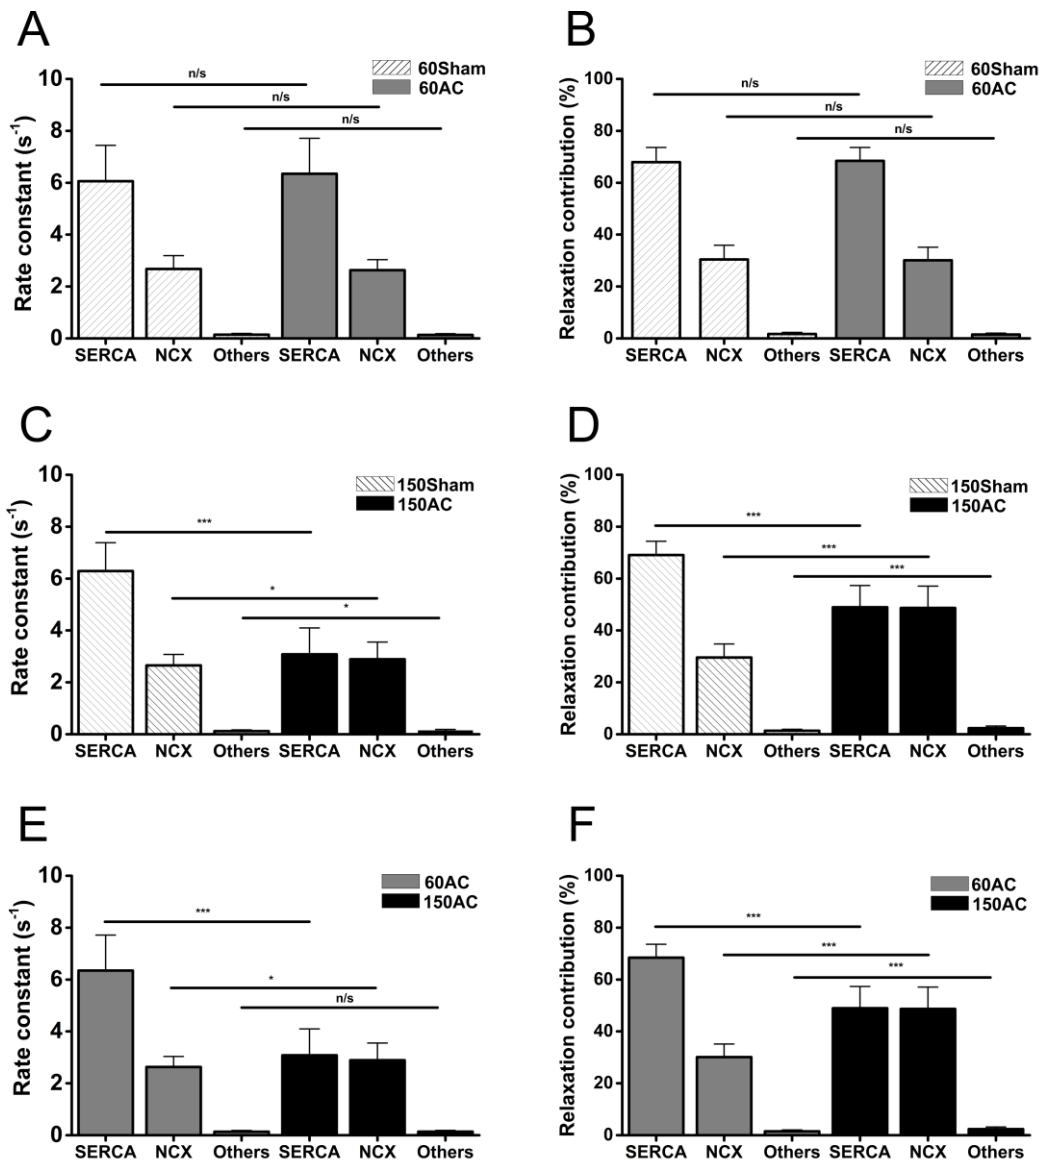 A
60Sham
60AC
n/s
n/s
n/s
Rate constant (s-1)
10
8
6
4
2
0
SERCA NCX Others SERCA NCX Others
B
60Sham
60AC
n/s
n/s
n/s
Relaxation contribution (%)
100
80
60
40
20
0
SERCA NCX Others SERCA NCX Others
C
150Sham
150AC
***
*
*
Rate constant (s-1)
10
8
6
4
2
0
SERCA NCX Others SERCA NCX Others
D
150Sham
150AC
***
***
***
Relaxation contribution (%)
100
80
60
40
20
0
SERCA NCX Others SERCA NCX Others
E
60AC
150AC
***
*
n/s
Rate constant (s-1)
10
8
6
4
2
0
SERCA NCX Others SERCA NCX Others
F
60AC
150AC
***
***
***
Relaxation contribution (%)
100
80
60
40
20
0
SERCA NCX Others SERCA NCX Others